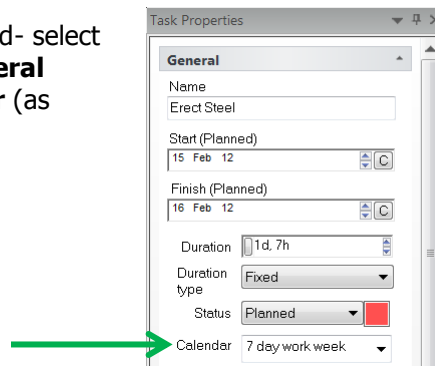 d- select
eral
r (as
Task Properties
General
Name
Erect Steel
Start (Planned)
15 Feb 12
C
Finish (Planned)
16 Feb 12
C
Duration 1d, 7h
Duration type Fixed
Status Planned
Calendar 7 day work week